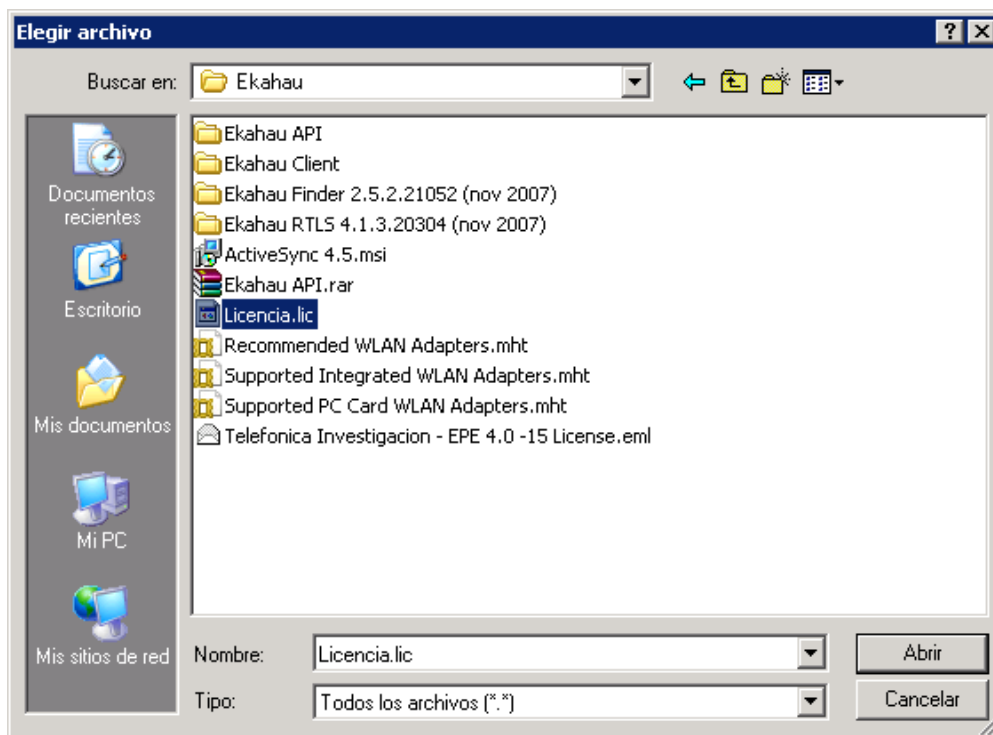 Elegir archivo
Buscar en: Ekahau
Documentos
recientes
Escritorio
Mis documentos
Mi PC
Mis sitios de red
Ekahau API
Ekahau Client
Ekahau Finder 2.5.2.21052 (nov 2007)
Ekahau RTLS 4.1.3.20304 (nov 2007)
ActiveSync 4.5.msi
Ekahau API.rar
Licencia.lic
Recommended WLAN Adapters.mht
Supported Integrated WLAN Adapters.mht
Supported PC Card WLAN Adapters.mht
Telefonica Investigacion - EPE 4.0 -15 License.eml
Nombre: Licencia.lic Abrir
Tipo: Todos los archivos (*.*) Cancelar